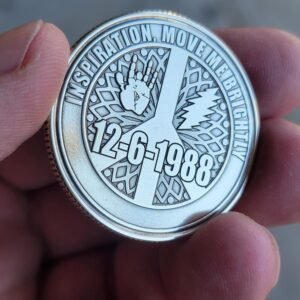 INSPIRATION, MOVE ME BRIGHTLY
12-6-1988